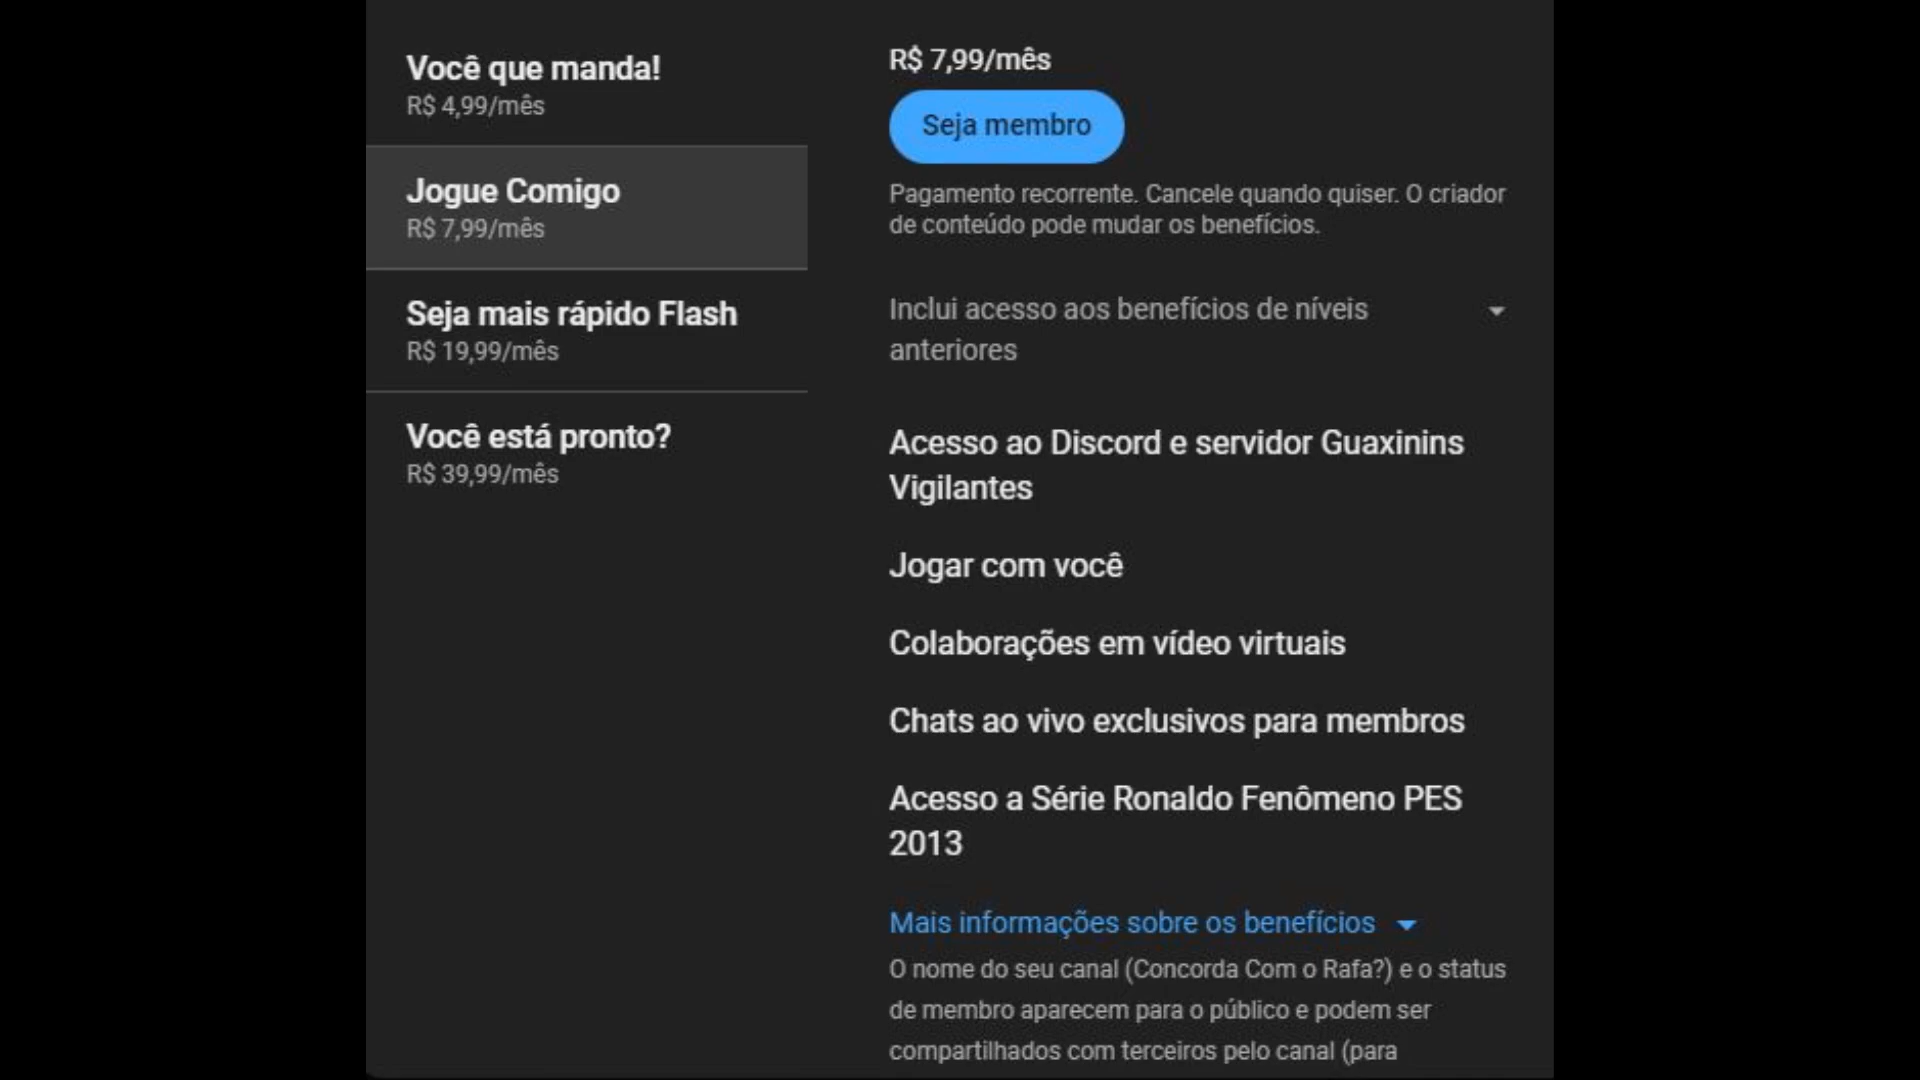 Você que manda!
R$ 4,99/mês
Jogue Comigo
R$ 7,99/mês
Seja mais rápido Flash
R$ 19,99/mês
Você está pronto?
R$ 39,99/mês
R$ 7,99/mês
Seja membro
Pagamento recorrente. Cancele quando quiser. O criador
de conteúdo pode mudar os benefícios.
Inclui acesso aos benefícios de níveis
anteriores
Acesso ao Discord e servidor Guaxinins
Vigilantes
Jogar com você
Colaborações em vídeo virtuais
Chats ao vivo exclusivos para membros
Acesso a Série Ronaldo Fenômeno PES
2013
Mais informações sobre os benefícios
O nome do seu canal (Concorda Com o Rafa?) e o status
de membro aparecem para o público e podem ser
compartilhados com terceiros pelo canal (para